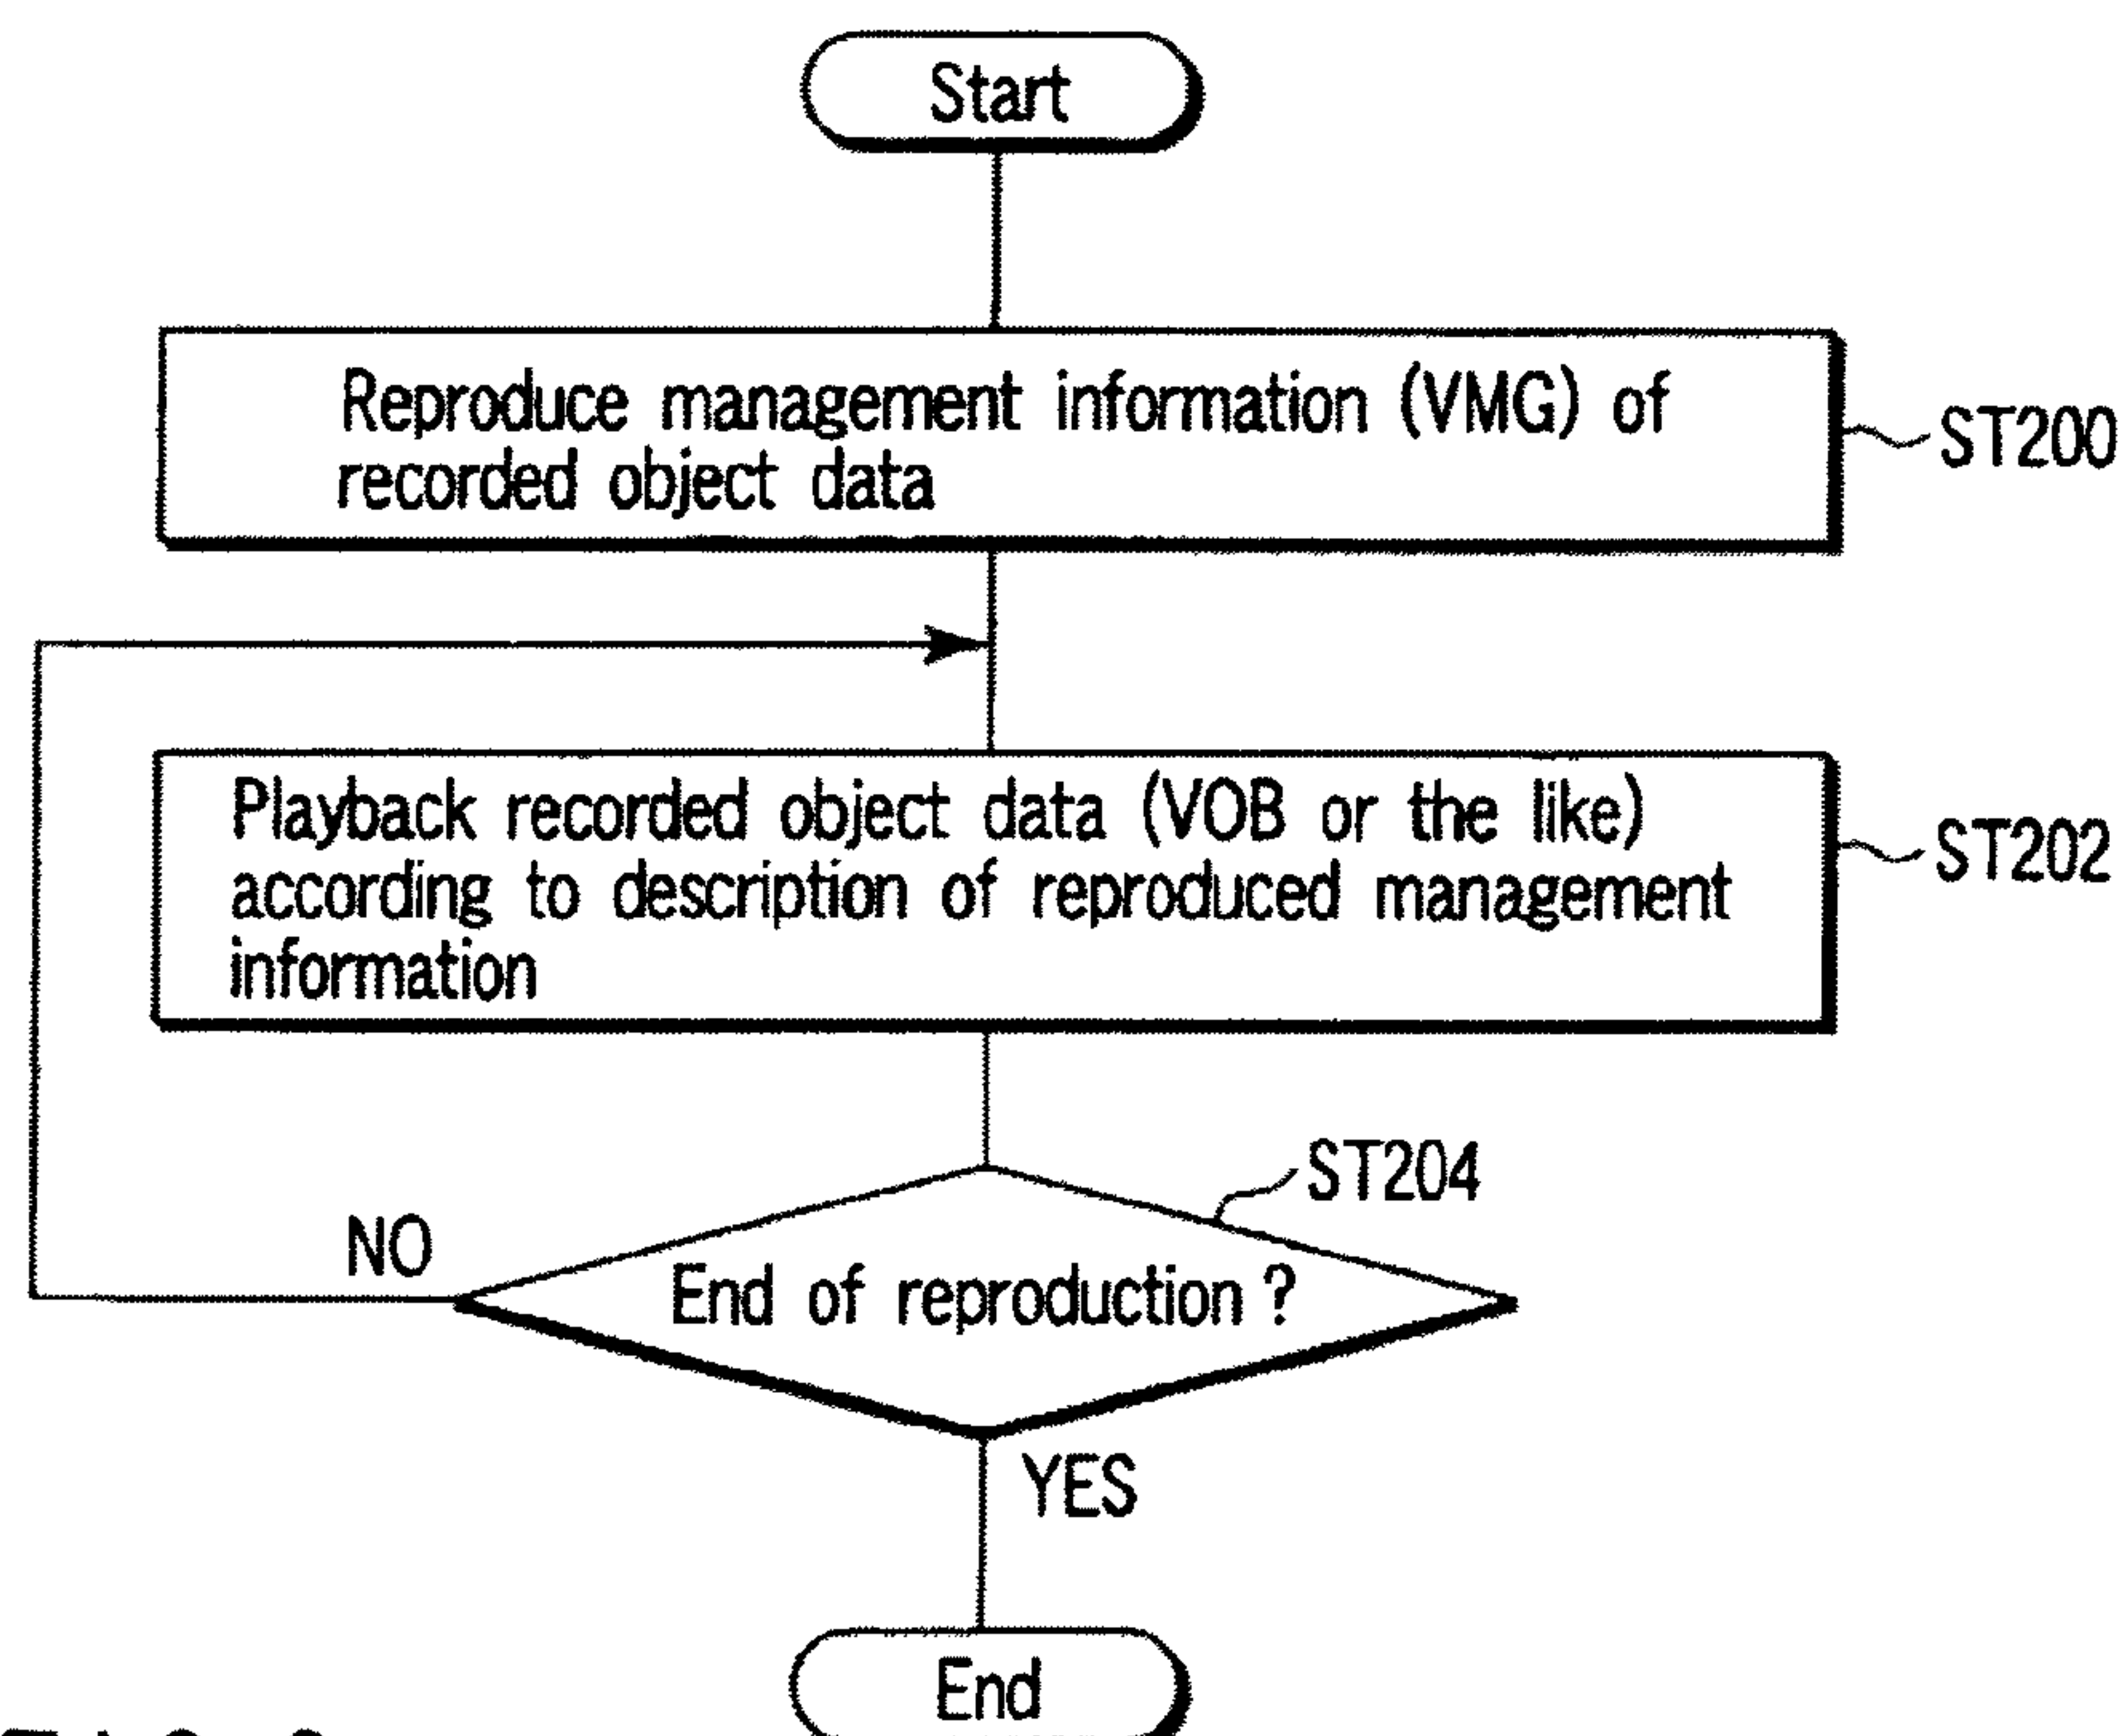 Start
Reproduce management information (VMG) of
recorded object data
ST200
Playback recorded object data (VOB or the like)
according to description of reproduced management
information
ST202
ST204
NO
End of reproduction ?
YES
End